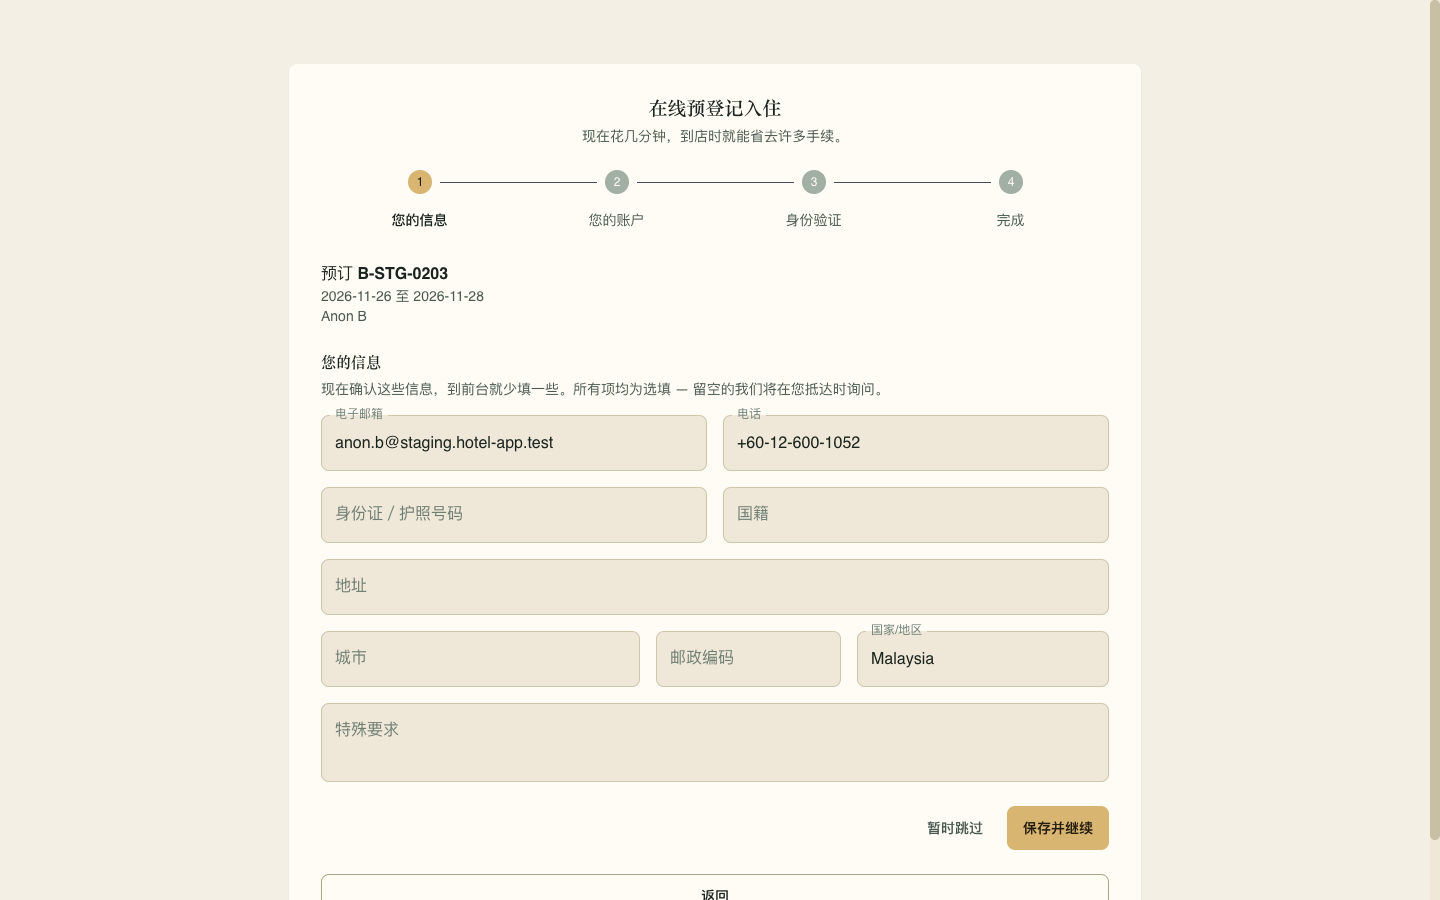 在线预登记入住
现在花几分钟，到店时就能省去许多手续。
1
2
3
4
您的信息
您的账户
身份验证
完成
预订 B-STG-0203
2026-11-26 至 2026-11-28
Anon B
您的信息
现在确认这些信息，到前台就少填一些。所有项均为选填 — 留空的我们将在您抵达时询问。
电子邮箱
anon.b@staging.hotel-app.test
电话
+60-12-600-1052
身份证 / 护照号码
国籍
地址
城市
邮政编码
国家/地区
Malaysia
特殊要求
暂时跳过
保存并继续
返回